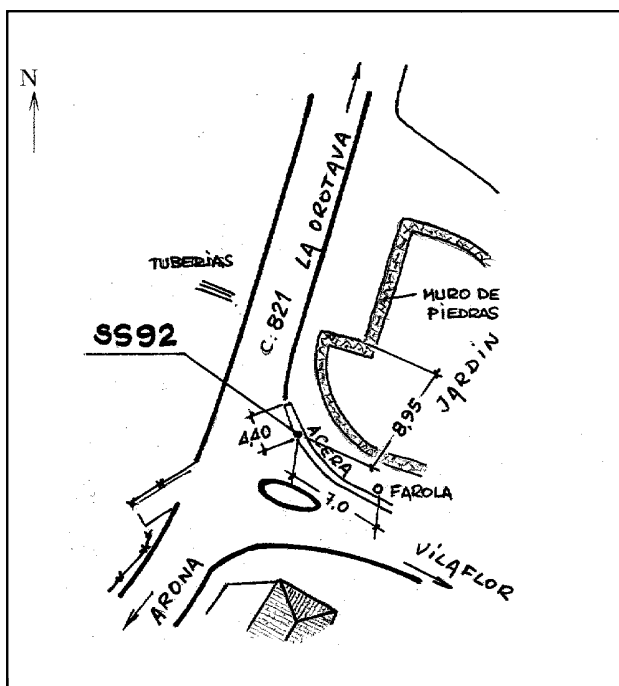 N
LA OROTAVA
TUBERIAS
C. 821
MURO DE
PIEDRAS
SS92
JARDIN
8,95
4,40
ACERA
FAROLA
7,0
VILAFLOR
ARONA